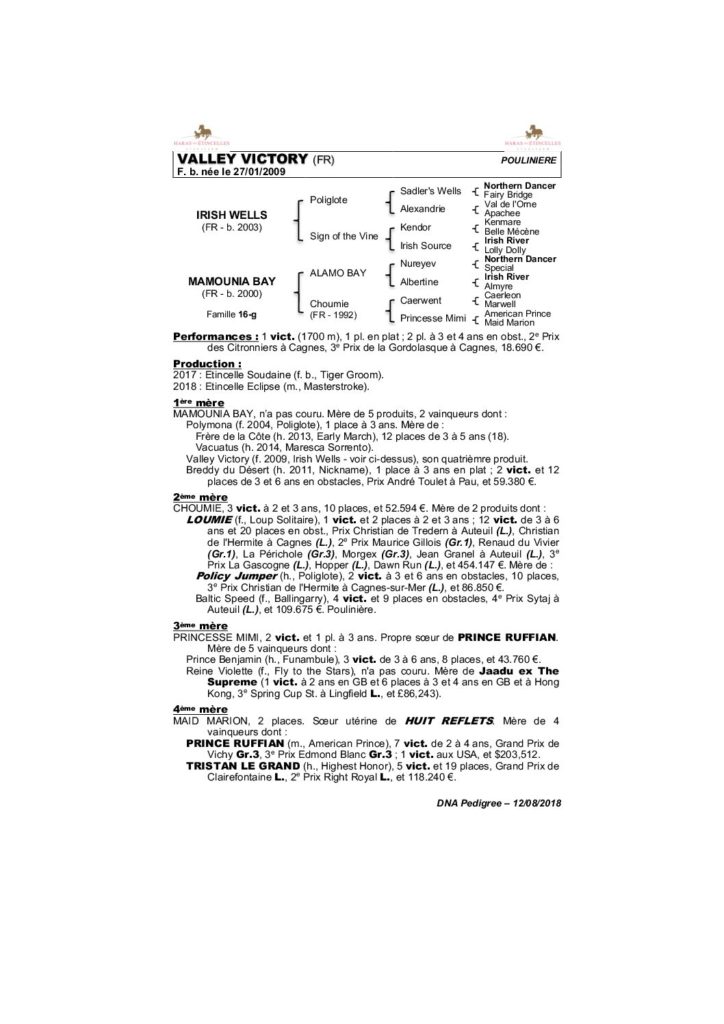 HARAS DES ETINCELLES
HARAS DES ETINCELLES
VALLEY VICTORY (FR) POULINIERE
F. b. née le 27/01/2009
IRISH WELLS
(FR - b. 2003)
MAMOUNIA BAY
(FR - b. 2000)
Famille 16-g
Poliglote
Sign of the Vine
ALAMO BAY
Choumie
(FR - 1992)
Sadler's Wells
Alexandrie
Kendor
Irish Source
Nureyev
Albertine
Caerwent
Princesse Mimi
Northern Dancer
Fairy Bridge
Val de l'Orne
Apachee
Kenmare
Belle Mécène
Irish River
Lolly Dolly
Northern Dancer
Special
Irish River
Almyre
Caerleon
Marwell
American Prince
Maid Marion
Performances : 1 vict. (1700 m), 1 pl. en plat ; 2 pl. à 3 et 4 ans en obst., 2e Prix
des Citronniers à Cagnes, 3e Prix de la Gordolasque à Cagnes, 18.690 €.
Production :
2017 : Etincelle Soudaine (f. b., Tiger Groom).
2018 : Etincelle Eclipse (m., Masterstroke).
1ère mère
MAMOUNIA BAY, n'a pas couru. Mère de 5 produits, 2 vainqueurs dont :
Polymona (f. 2004, Poliglote), 1 place à 3 ans. Mère de :
Frère de la Côte (h. 2013, Early March), 12 places de 3 à 5 ans (18).
Vacuatus (h. 2014, Maresca Sorrento).
Valley Victory (f. 2009, Irish Wells - voir ci-dessus), son quatrièmre produit.
Breddy du Désert (h. 2011, Nickname), 1 place à 3 ans en plat ; 2 vict. et 12
places de 3 et 6 ans en obstacles, Prix André Toulet à Pau, et 59.380 €.
2ème mère
CHOUMIE, 3 vict. à 2 et 3 ans, 10 places, et 52.594 €. Mère de 2 produits dont :
LOUMIE (f., Loup Solitaire), 1 vict. et 2 places à 2 et 3 ans ; 12 vict. de 3 à 6
ans et 20 places en obst., Prix Christian de Tredern à Auteuil (L.), Christian
de l'Hermite à Cagnes (L.), 2e Prix Maurice Gillois (Gr.1), Renaud du Vivier
(Gr.1), La Périchole (Gr.3), Morgex (Gr.3), Jean Granel à Auteuil (L.), 3e
Prix La Gascogne (L.), Hopper (L.), Dawn Run (L.), et 454.147 €. Mère de :
Policy Jumper (h., Poliglote), 2 vict. à 3 et 6 ans en obstacles, 10 places,
3e Prix Christian de l'Hermite à Cagnes-sur-Mer (L.), et 86.850 €.
Baltic Speed (f., Ballingarry), 4 vict. et 9 places en obstacles, 4e Prix Sytaj à
Auteuil (L.), et 109.675 €. Poulinière.
3ème mère
PRINCESSE MIMI, 2 vict. et 1 pl. à 3 ans. Propre sœur de PRINCE RUFFIAN.
Mère de 5 vainqueurs dont :
Prince Benjamin (h., Funambule), 3 vict. de 3 à 6 ans, 8 places, et 43.760 €.
Reine Violette (f., Fly to the Stars), n'a pas couru. Mère de Jaadu ex The
Supreme (1 vict. à 2 ans en GB et 6 places à 3 et 4 ans en GB et à Hong
Kong, 3e Spring Cup St. à Lingfield L., et £86,243).
4ème mère
MAID MARION, 2 places. Sœur utérine de HUIT REFLETS. Mère de 4
vainqueurs dont :
PRINCE RUFFIAN (m., American Prince), 7 vict. de 2 à 4 ans, Grand Prix de
Vichy Gr.3, 3e Prix Edmond Blanc Gr.3 ; 1 vict. aux USA, et $203,512.
TRISTAN LE GRAND (h., Highest Honor), 5 vict. et 19 places, Grand Prix de
Clairefontaine L., 2e Prix Right Royal L., et 118.240 €.
DNA Pedigree – 12/08/2018